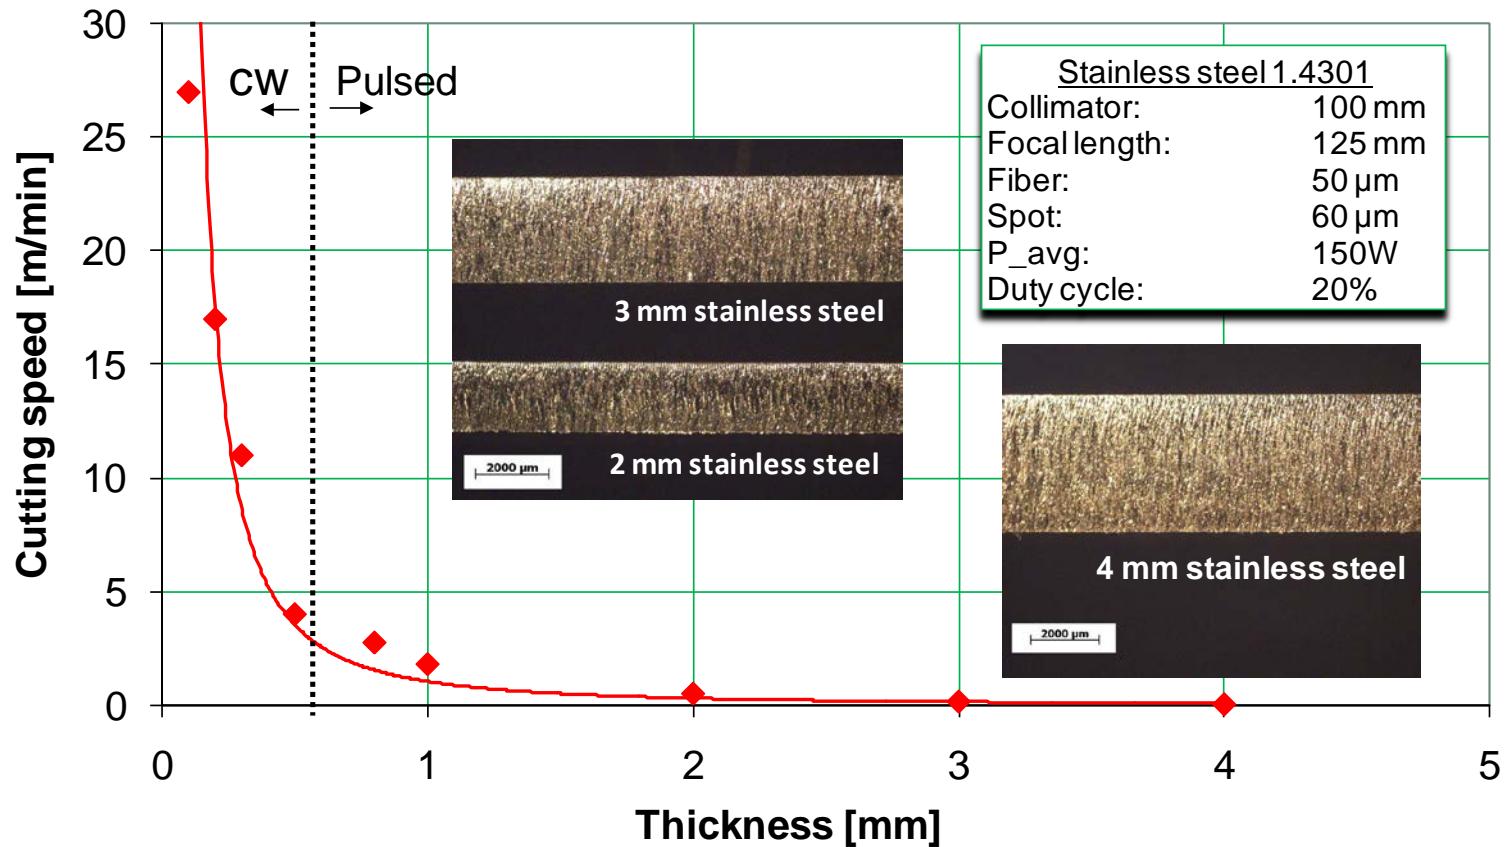 30
25
20
15
10
5
0
Cutting speed [m/min]
cw
Pulsed
Stainless steel 1.4301
Collimator: 100 mm
Focal length: 125 mm
Fiber: 50 µm
Spot: 60 µm
P_avg: 150W
Duty cycle: 20%
3 mm stainless steel
2000 µm
2 mm stainless steel
4 mm stainless steel
2000 µm
0 1 2 3 4 5
Thickness [mm]